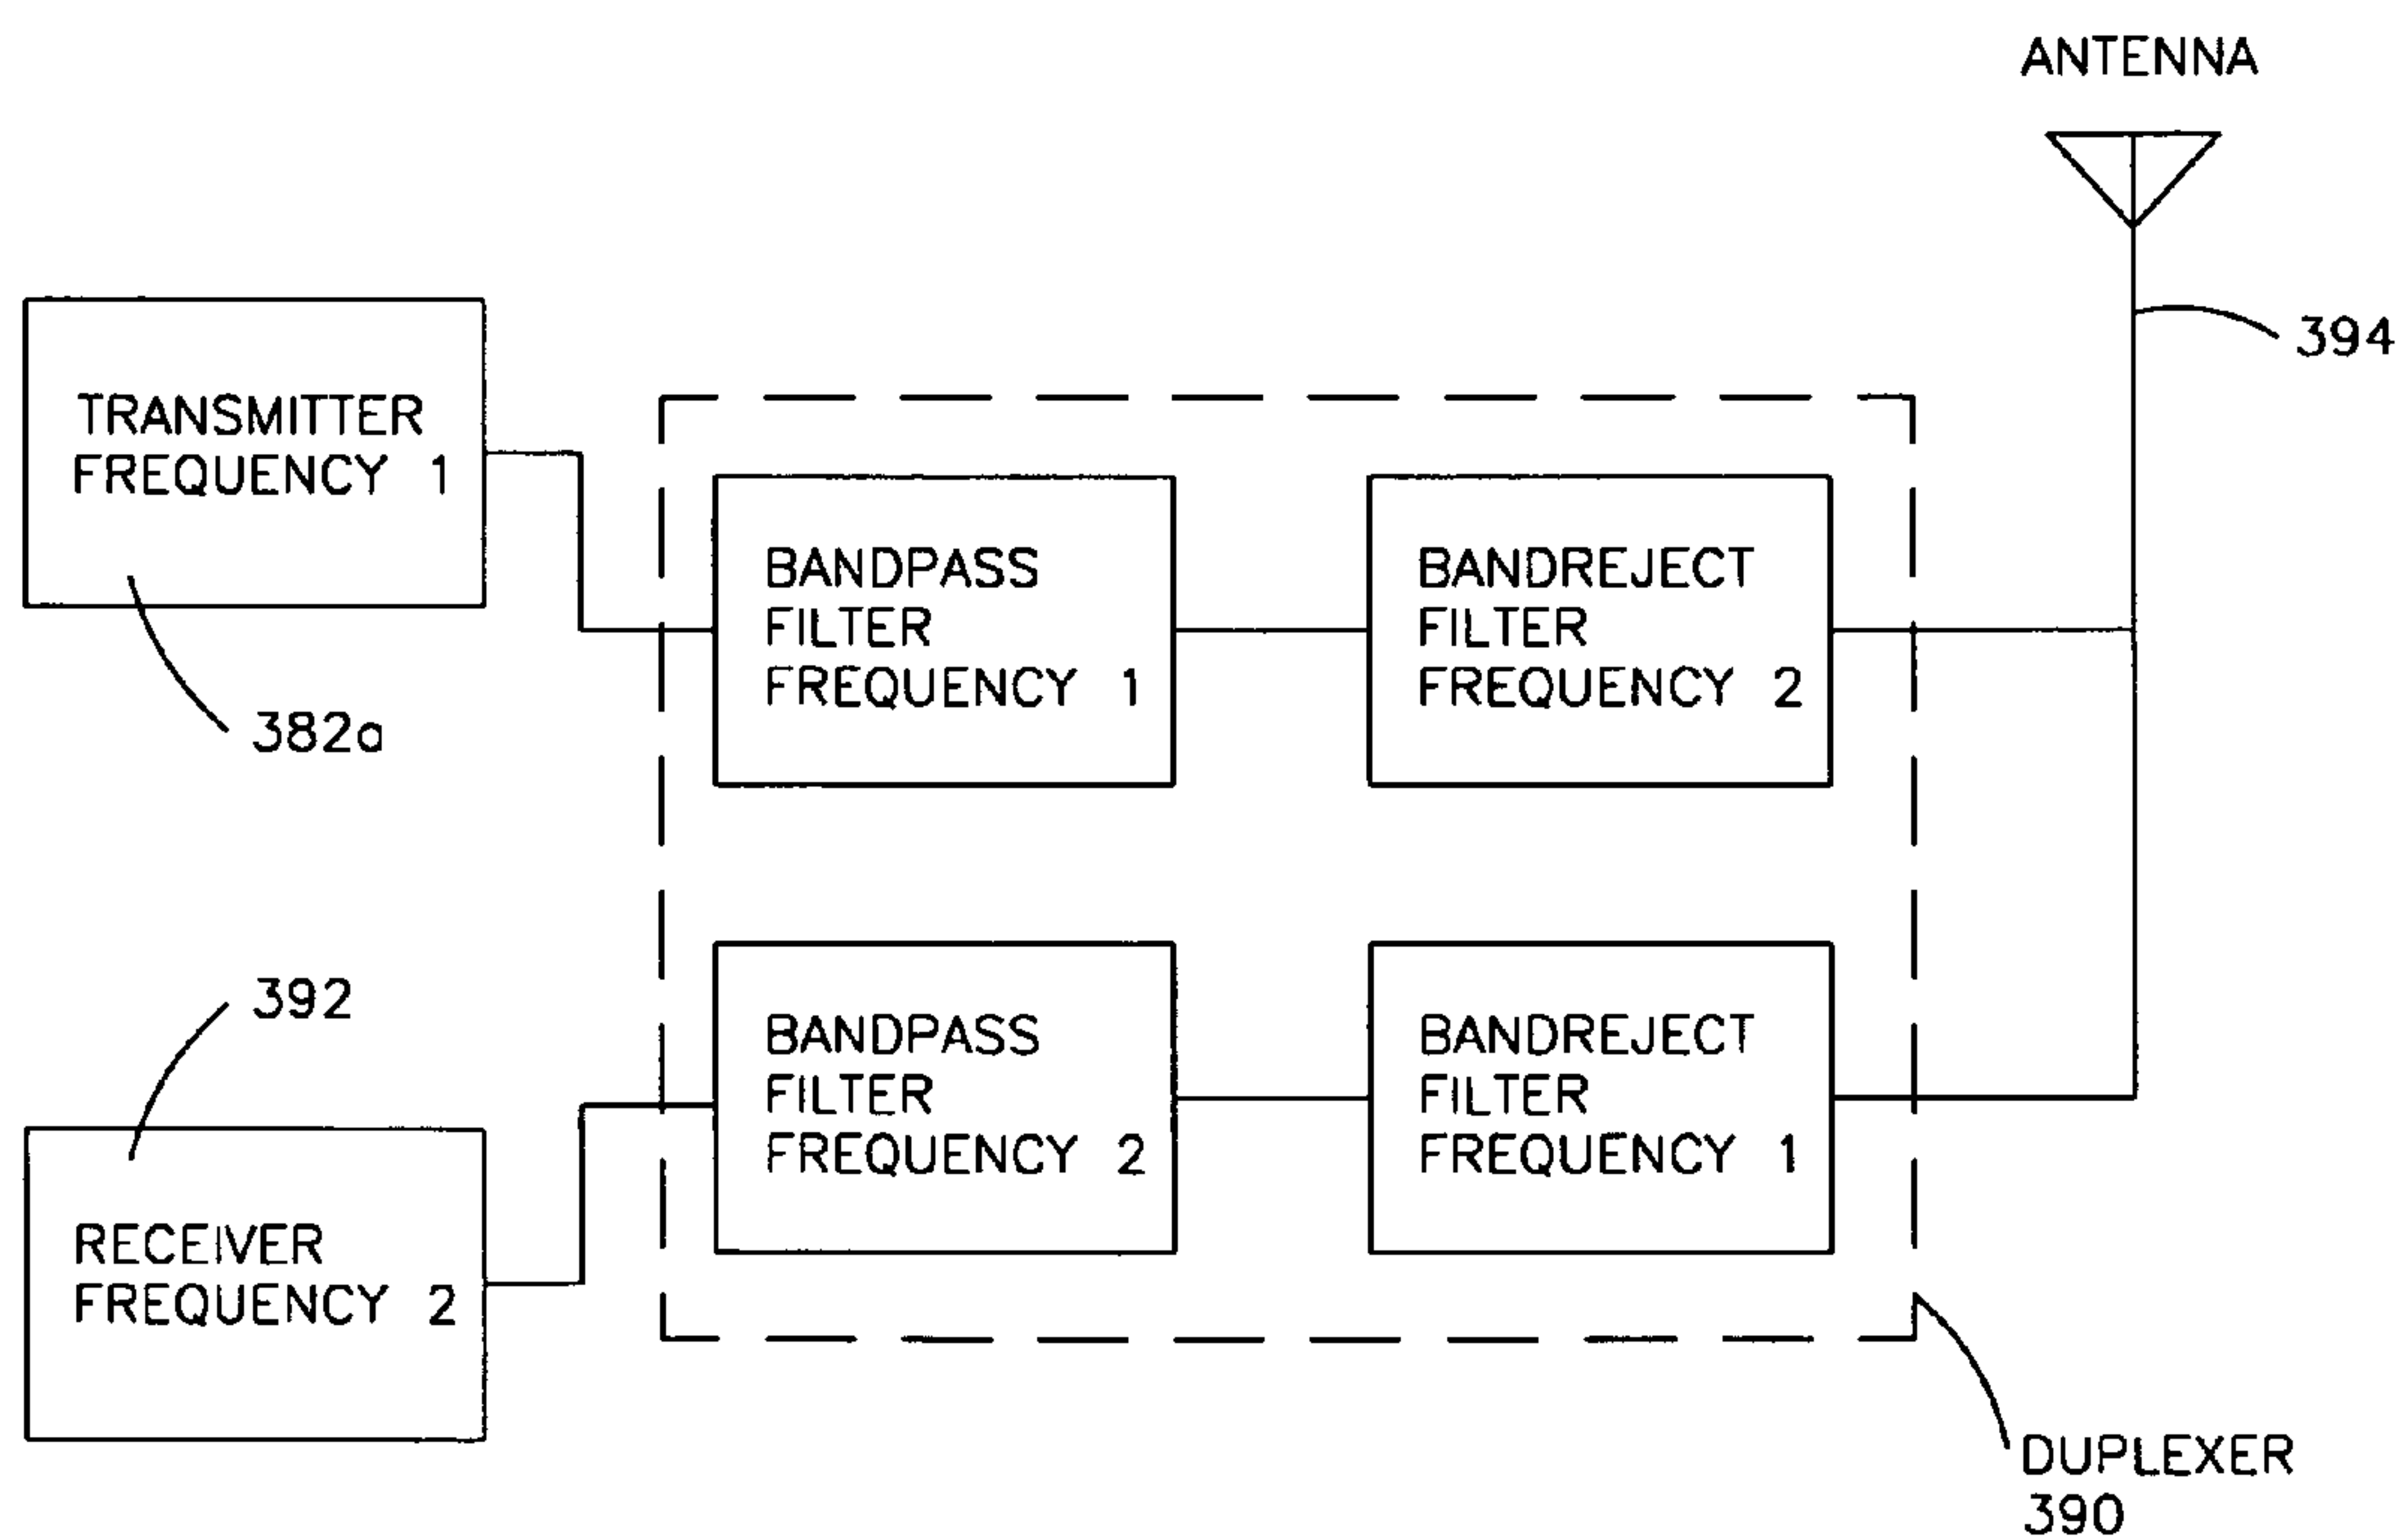 ANTENNA
394
TRANSMITTER
FREQUENCY 1
382a
BANDPASS
FILTER
FREQUENCY 1
BANDREJECT
FILTER
FREQUENCY 2
392
RECEIVER
FREQUENCY 2
BANDPASS
FILTER
FREQUENCY 2
BANDREJECT
FILTER
FREQUENCY 1
DUPLEXER
390